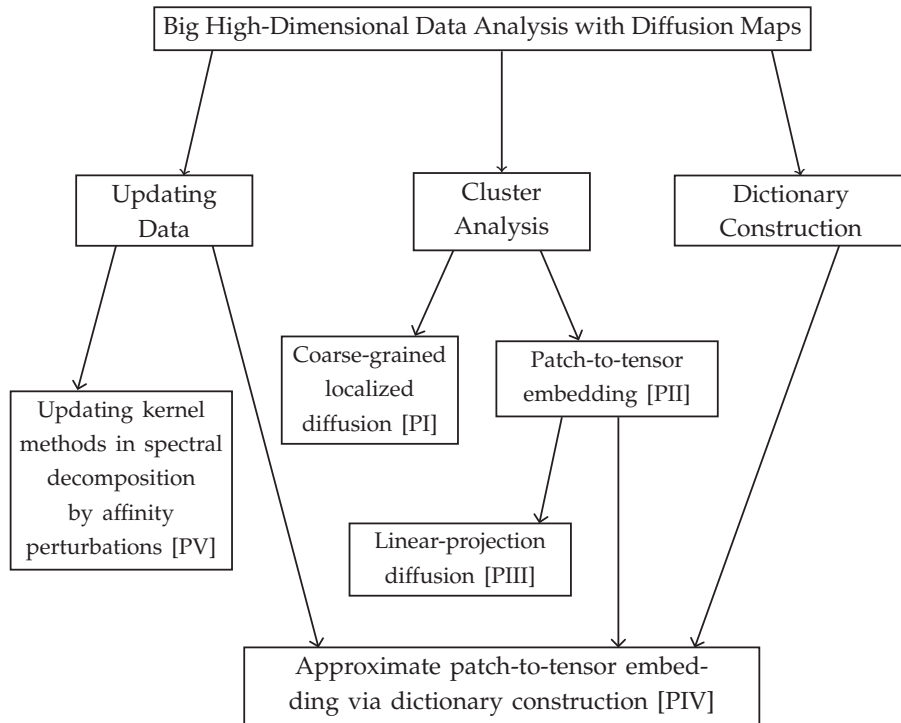 Big High-Dimensional Data Analysis with Diffusion Maps
Updating
Data
Cluster
Analysis
Dictionary
Construction
Coarse-grained
localized
diffusion [PI]
Patch-to-tensor
embedding [PII]
Updating kernel
methods in spectral
decomposition
by affinity
perturbations [PV]
Linear-projection
diffusion [PIII]
Approximate patch-to-tensor embed-
ding via dictionary construction [PIV]